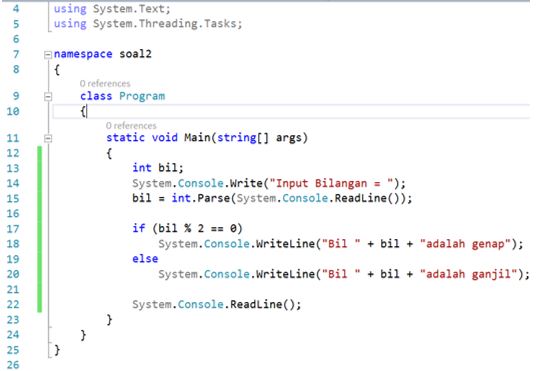 4 using System.Text;
5 using System.Threading.Tasks;
6
7 namespace soal2
8 {
0 references
9 class Program
10 {
0 references
11 static void Main(string[] args)
12 {
13 int bil;
14 System.Console.Write("Input Bilangan = ");
15 bil = int.Parse(System.Console.ReadLine());
16
17 if (bil % 2 == 0)
18 System.Console.WriteLine("Bil " + bil + "adalah genap");
19 else
20 System.Console.WriteLine("Bil " + bil + "adalah ganjil");
21
22 System.Console.ReadLine();
23 }
24 }
25 }
26